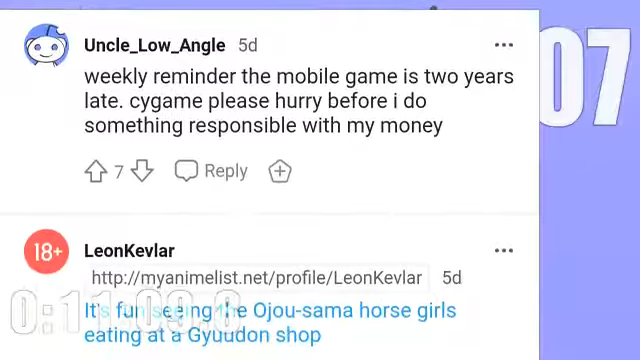 Uncle_Low_Angle 5d
07
weekly reminder the mobile game is two years
late. cygame please hurry before i do
something responsible with my money
7 Reply
18+ LeonKevlar
http://myanimelist.net/profile/LeonKevlar 5d
It's fun seeing the Ojou-sama horse girls
eating at a Gyuudon shop